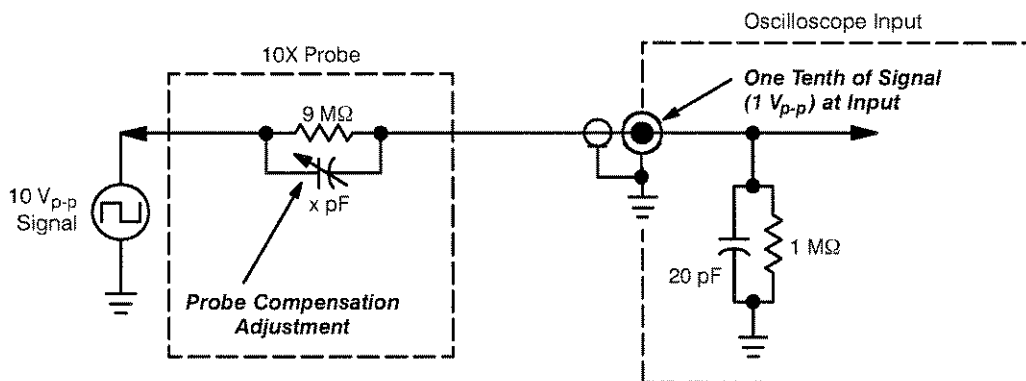 Oscilloscope Input
10X Probe
One Tenth of Signal
(1 Vp-p) at Input
9 MΩ
10 Vp-p
Signal
x pF
1 MΩ
20 pF
Probe Compensation
Adjustment